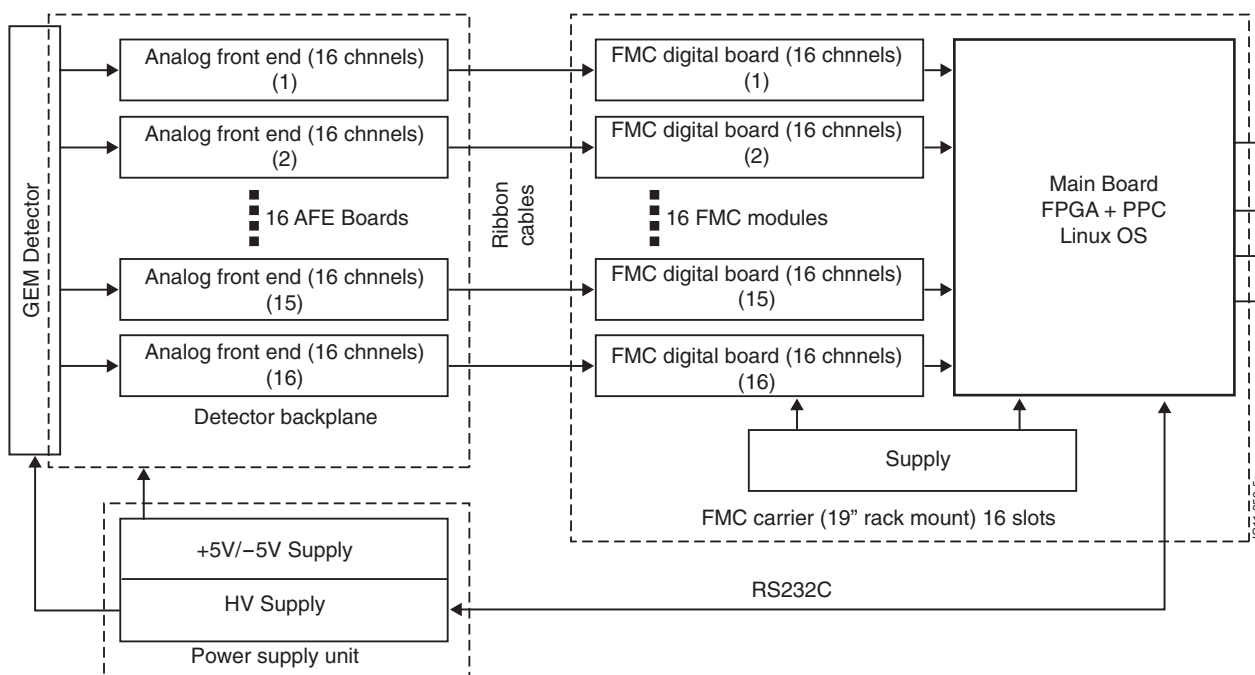 GEM Detector
Analog front end (16 chnnels)
(1)
Analog front end (16 chnnels)
(2)
16 AFE Boards
Analog front end (16 chnnels)
(15)
Analog front end (16 chnnels)
(16)
Detector backplane
Ribbon
cables
FMC digital board (16 chnnels)
(1)
FMC digital board (16 chnnels)
(2)
16 FMC modules
FMC digital board (16 chnnels)
(15)
FMC digital board (16 chnnels)
(16)
Main Board
FPGA + PPC
Linux OS
Supply
FMC carrier (19” rack mount) 16 slots
+5V/−5V Supply
HV Supply
Power supply unit
RS232C